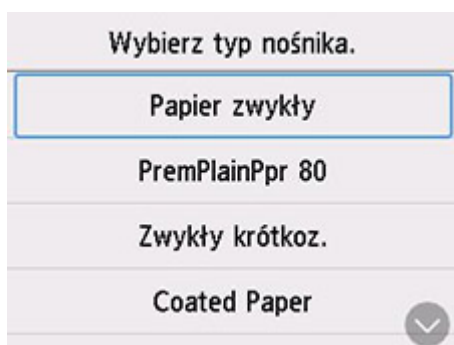 Wybierz typ nośnika.
Papier zwykły
PremPlainPpr 80
Zwykły krótkoz.
Coated Paper